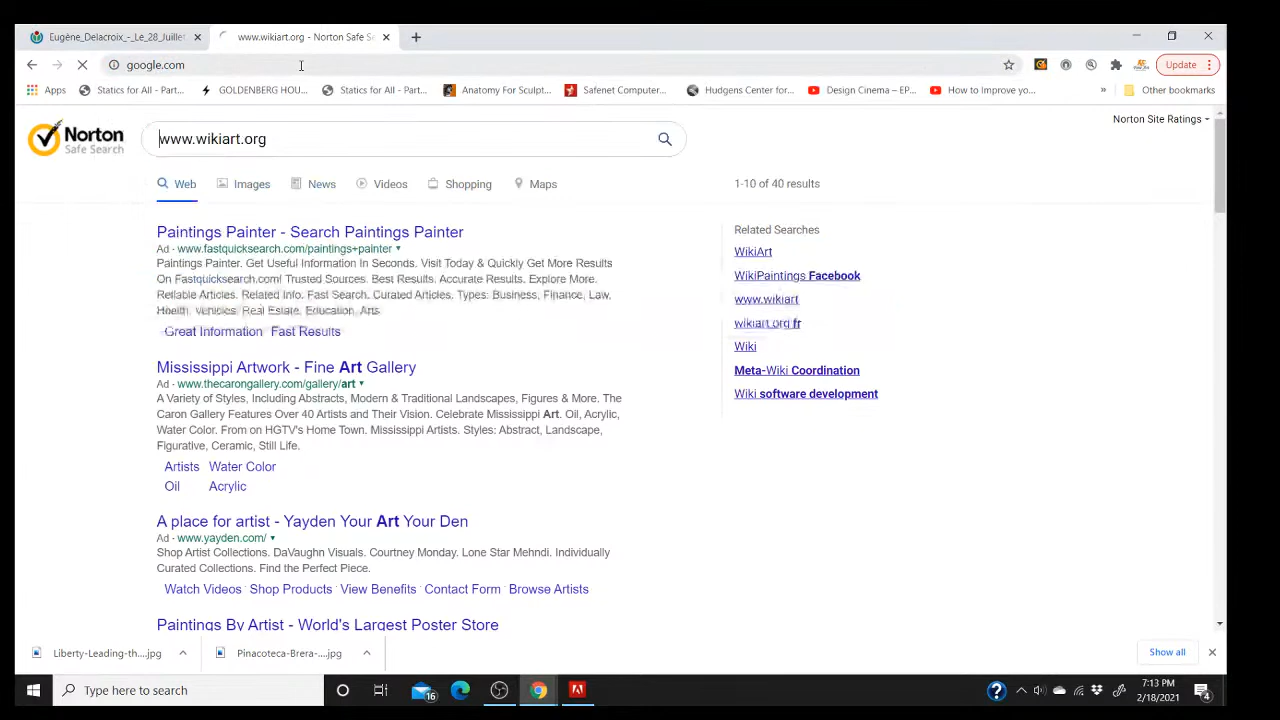 Eugène_Delacroix_-_Le_28_Juillet
www.wikiart.org - Norton Safe Se
google.com
Update
Apps
Statics for All - Part...
GOLDENBERG HOU...
Statics for All - Part...
Anatomy For Sculpt...
Safenet Computer...
Hudgens Center for...
Design Cinema – EP...
How to Improve yo...
»
Other bookmarks
Norton
Safe Search
www.wikiart.org
Norton Site Ratings
Web
Images
News
Videos
Shopping
Maps
1-10 of 40 results
Paintings Painter - Search Paintings Painter
Ad - www.fastquicksearch.com/paintings+painter
Paintings Painter. Get Useful Information In Seconds. Visit Today & Quickly Get More Results
On Fastquicksearch.com! Trusted Sources. Best Results. Accurate Results. Explore More.
Reliable Articles. Related Info. Fast Search. Curated Articles. Types: Business, Finance, Law,
Health, Vehicles, Real Estate, Education, Arts
Great Information
Fast Results
Mississippi Artwork - Fine Art Gallery
Ad - www.thecarongallery.com/gallery/art
A Variety of Styles, Including Abstracts, Modern & Traditional Landscapes, Figures & More. The
Caron Gallery Features Over 40 Artists and Their Vision. Celebrate Mississippi Art. Oil, Acrylic,
Water Color. From on HGTV's Home Town. Mississippi Artists. Styles: Abstract, Landscape,
Figurative, Ceramic, Still Life.
Artists
Water Color
Oil
Acrylic
A place for artist - Yayden Your Art Your Den
Ad - www.yayden.com/
Shop Artist Collections. DaVaughn Visuals. Courtney Monday. Lone Star Mehndi. Individually
Curated Collections. Find the Perfect Piece.
Watch Videos
Shop Products
View Benefits
Contact Form
Browse Artists
Paintings By Artist - World's Largest Poster Store
Related Searches
WikiArt
WikiPaintings Facebook
www.wikiart
wikiart.org fr
Wiki
Meta-Wiki Coordination
Wiki software development
Liberty-Leading-th....jpg
Pinacoteca-Brera-....jpg
Show all
Type here to search
16
7:13 PM
2/18/2021
4